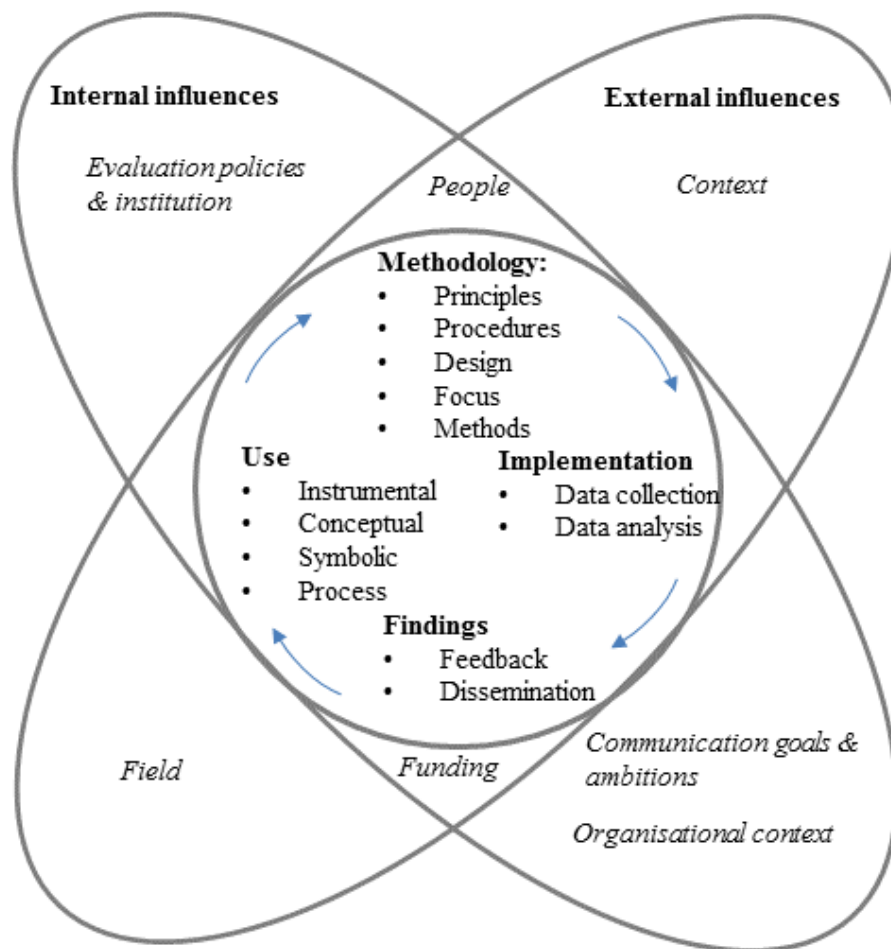 Internal influences
External influences
Evaluation policies
& institution
People
Context
Methodology:
• Principles
• Procedures
• Design
• Focus
• Methods
Use
• Instrumental
• Conceptual
• Symbolic
• Process
Implementation
• Data collection
• Data analysis
Findings
• Feedback
• Dissemination
Field
Funding
Communication goals &
ambitions
Organisational context